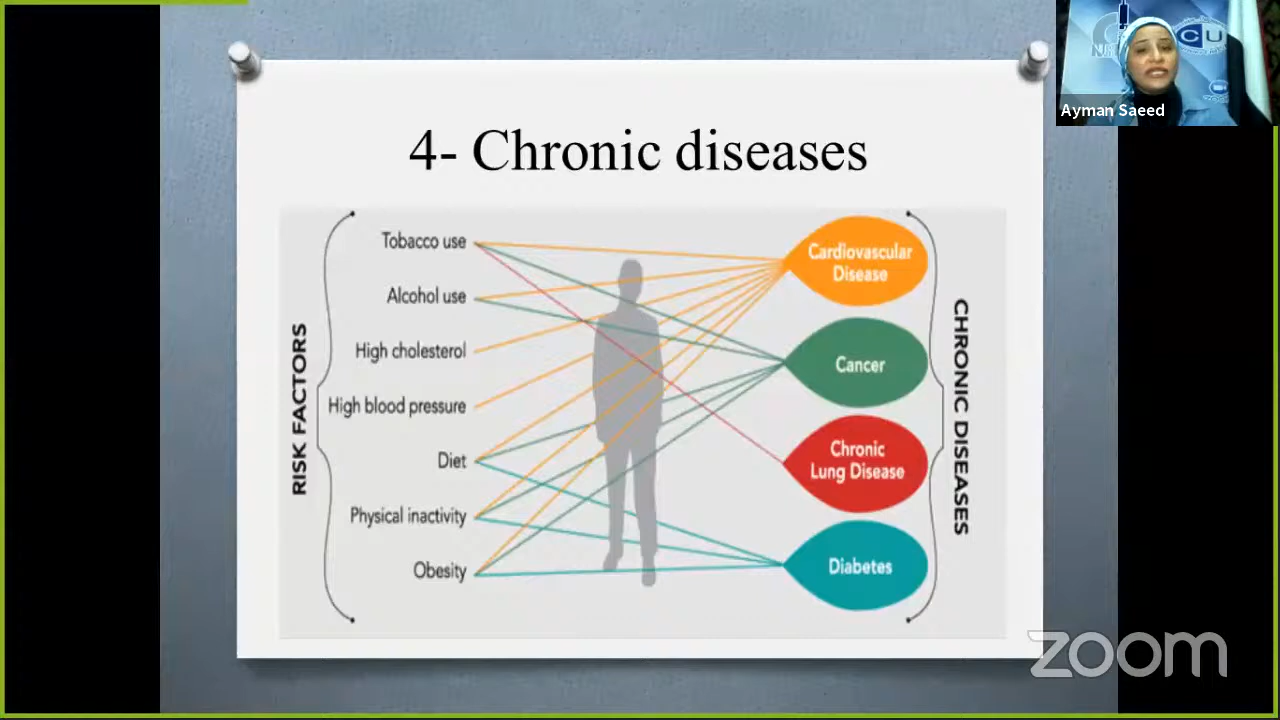 4- Chronic diseases
RISK FACTORS
Tobacco use
Alcohol use
High cholesterol
High blood pressure
Diet
Physical inactivity
Obesity
Cardiovascular
Disease
Cancer
Chronic
Lung Disease
Diabetes
CHRONIC DISEASES
CU
Ayman Saeed
zoom